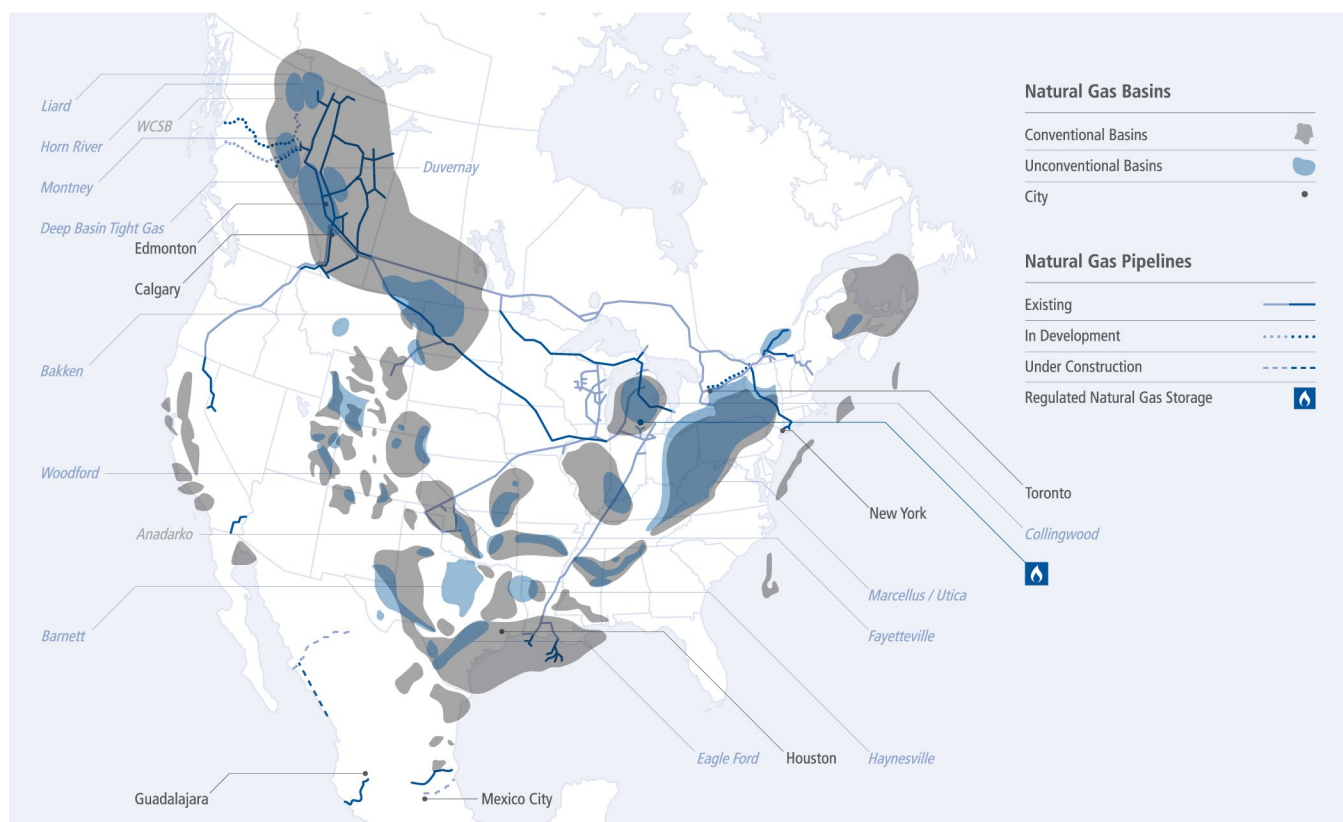 Liard
WCSB
Horn River
Montney
Duvernay
Deep Basin Tight Gas
Edmonton
Calgary
Bakken
Woodford
Anadarko
Barnett
Guadalajara
Mexico City
Eagle Ford
Houston
Haynesville
Fayetteville
Marcellus / Utica
New York
Collingwood
Toronto
Natural Gas Basins
Conventional Basins
Unconventional Basins
City
Natural Gas Pipelines
Existing
In Development
Under Construction
Regulated Natural Gas Storage